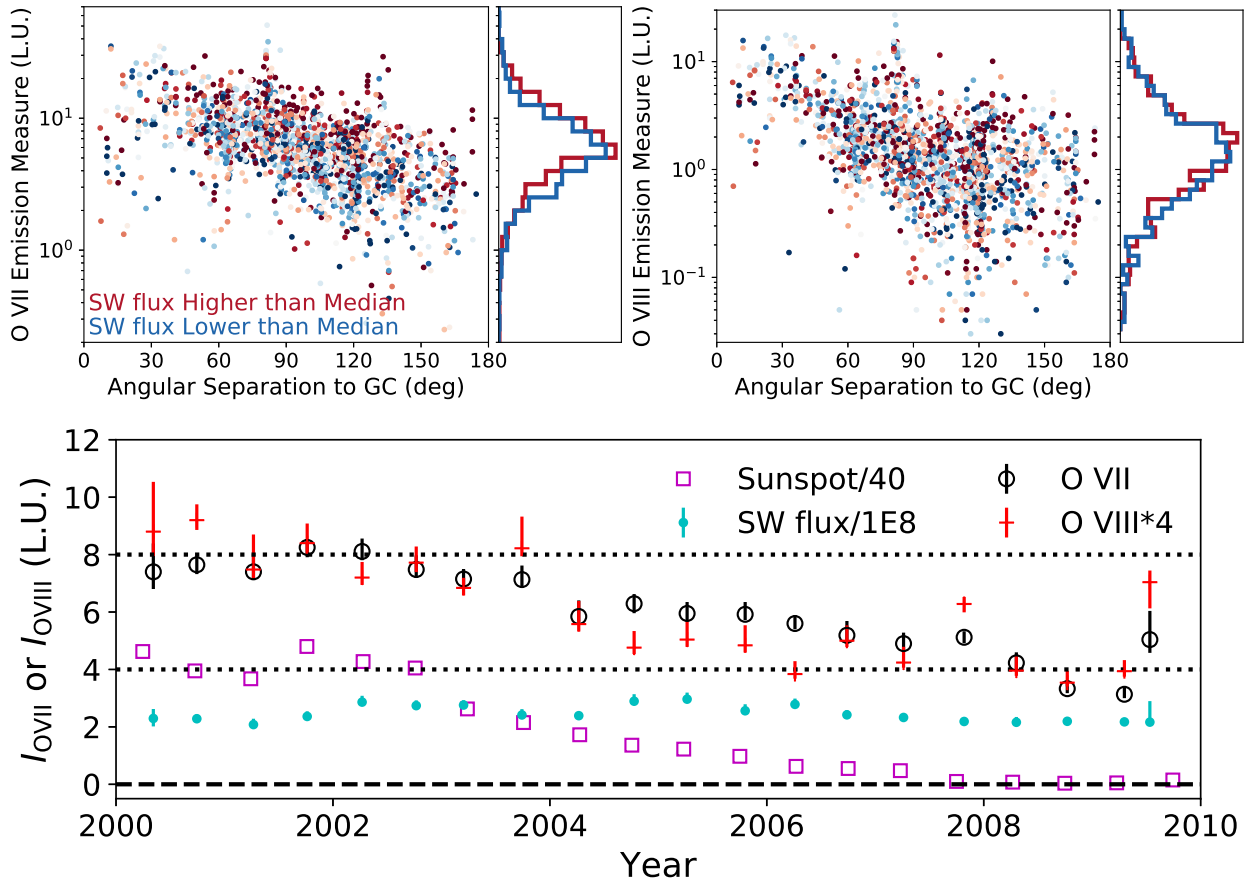 O VII Emission Measure (L.U.)
10¹
10⁰
SW flux Higher than Median
SW flux Lower than Median
0 30 60 90 120 150 180
Angular Separation to GC (deg)
O VIII Emission Measure (L.U.)
10¹
10⁰
10⁻¹
0 30 60 90 120 150 180
Angular Separation to GC (deg)
I_OVII or I_OVIII (L.U.)
12
10
8
6
4
2
0
Sunspot/40
SW flux/1E8
O VII
O VIII*4
2000 2002 2004 2006 2008 2010
Year